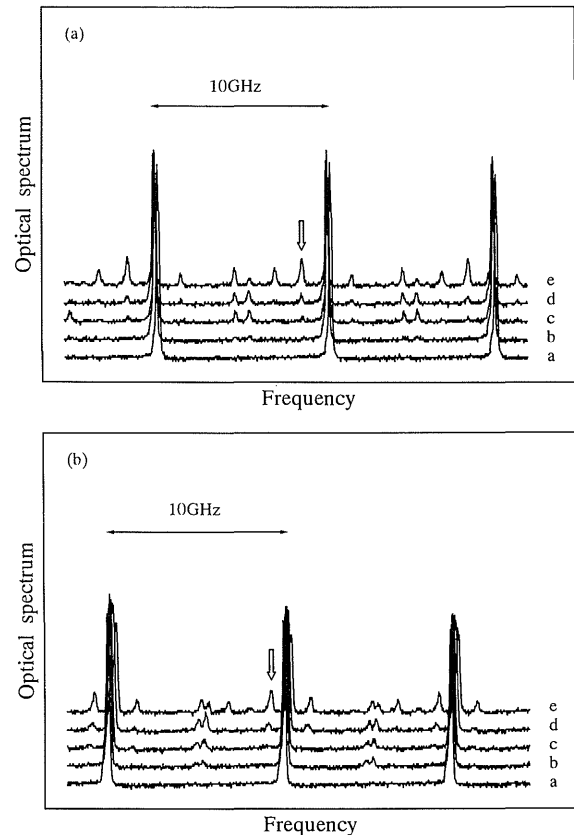 (a)
10GHz
Optical spectrum
e
d
c
b
a
Frequency
(b)
10GHz
Optical spectrum
e
d
c
b
a
Frequency